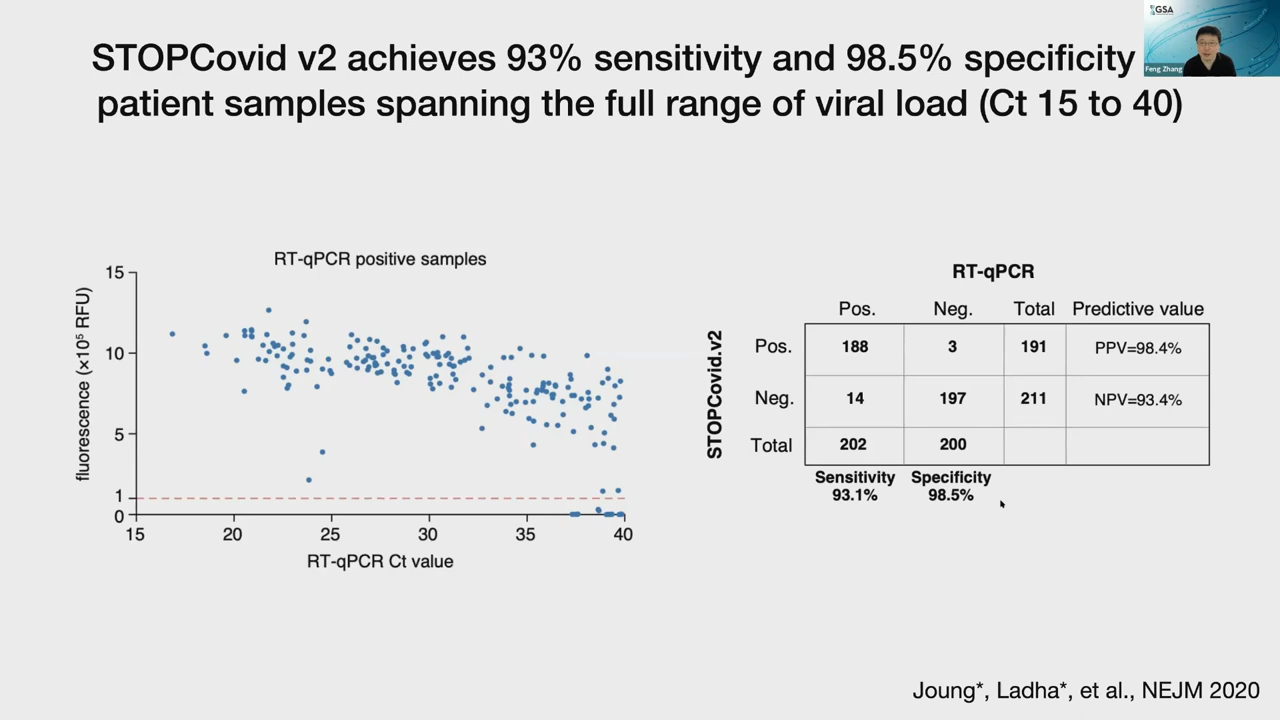 STOPCovid v2 achieves 93% sensitivity and 98.5% specificity
patient samples spanning the full range of viral load (Ct 15 to 40)
GSA
Feng Zhang
RT-qPCR positive samples
fluorescence (×10⁵ RFU)
15
10
5
1
0
15 20 25 30 35 40
RT-qPCR Ct value
RT-qPCR
Pos. Neg. Total Predictive value
STOPCovid.v2
Pos. 188 3 191 PPV=98.4%
Neg. 14 197 211 NPV=93.4%
Total 202 200
Sensitivity Specificity
93.1% 98.5%
Joung*, Ladha*, et al., NEJM 2020